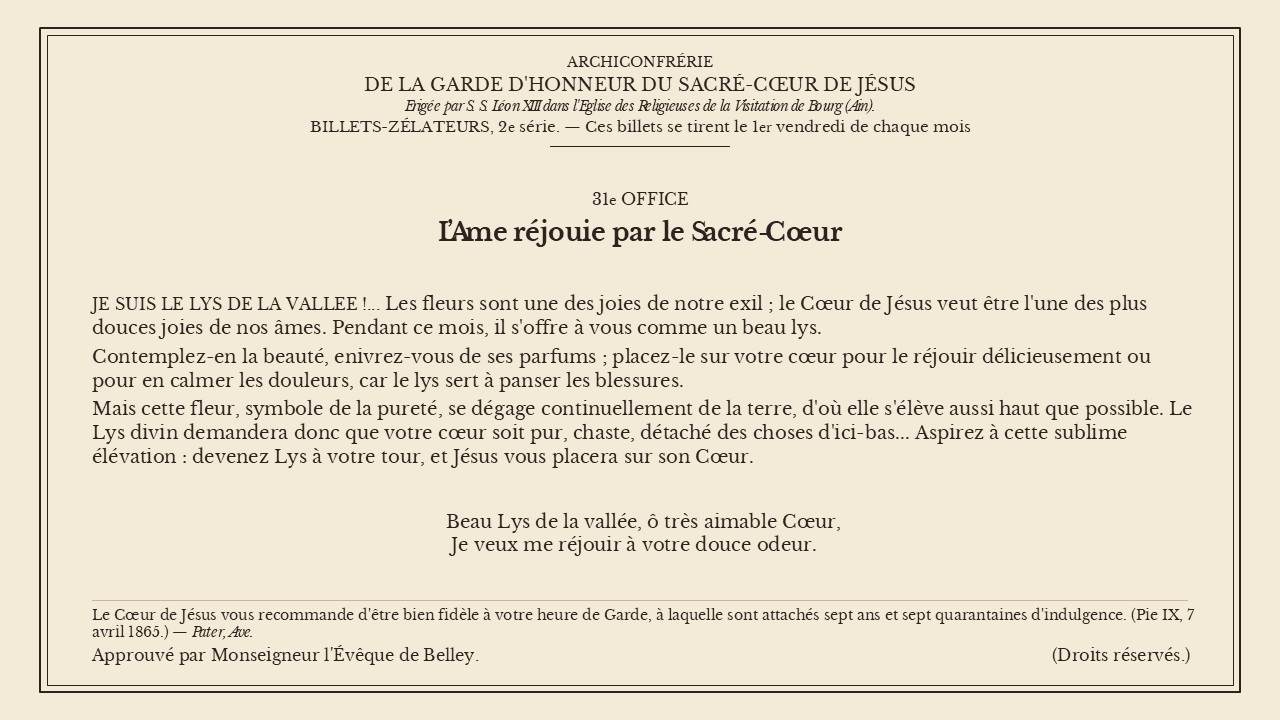 ARCHICONFRÉRIE
DE LA GARDE D'HONNEUR DU SACRÉ-CŒUR DE JÉSUS
Erigée par S. S. Léon XIII dans l'Eglise des Religieuses de la Visitation de Bourg (Ain).
BILLETS-ZÉLATEURS, 2e série. — Ces billets se tirent le 1er vendredi de chaque mois
31e OFFICE
L'Ame réjouie par le Sacré-Cœur
JE SUIS LE LYS DE LA VALLEE !... Les fleurs sont une des joies de notre exil ; le Cœur de Jésus veut être l'une des plus
douces joies de nos âmes. Pendant ce mois, il s'offre à vous comme un beau lys.
Contemplez-en la beauté, enivrez-vous de ses parfums ; placez-le sur votre cœur pour le réjouir délicieusement ou
pour en calmer les douleurs, car le lys sert à panser les blessures.
Mais cette fleur, symbole de la pureté, se dégage continuellement de la terre, d'où elle s'élève aussi haut que possible. Le
Lys divin demandera donc que votre cœur soit pur, chaste, détaché des choses d'ici-bas... Aspirez à cette sublime
élévation : devenez Lys à votre tour, et Jésus vous placera sur son Cœur.
Beau Lys de la vallée, ô très aimable Cœur,
Je veux me réjouir à votre douce odeur.
Le Cœur de Jésus vous recommande d'être bien fidèle à votre heure de Garde, à laquelle sont attachés sept ans et sept quarantaines d'indulgence. (Pie IX, 7
avril 1865.) — Pater, Ave.
Approuvé par Monseigneur l'Évêque de Belley. (Droits réservés.)